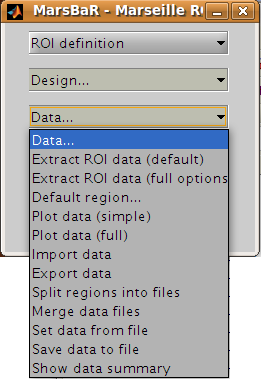 MarsBaR - Marseille R
ROI definition
Design...
Data...
Data...
Extract ROI data (default)
Extract ROI data (full options
Default region...
Plot data (simple)
Plot data (full)
Import data
Export data
Split regions into files
Merge data files
Set data from file
Save data to file
Show data summary